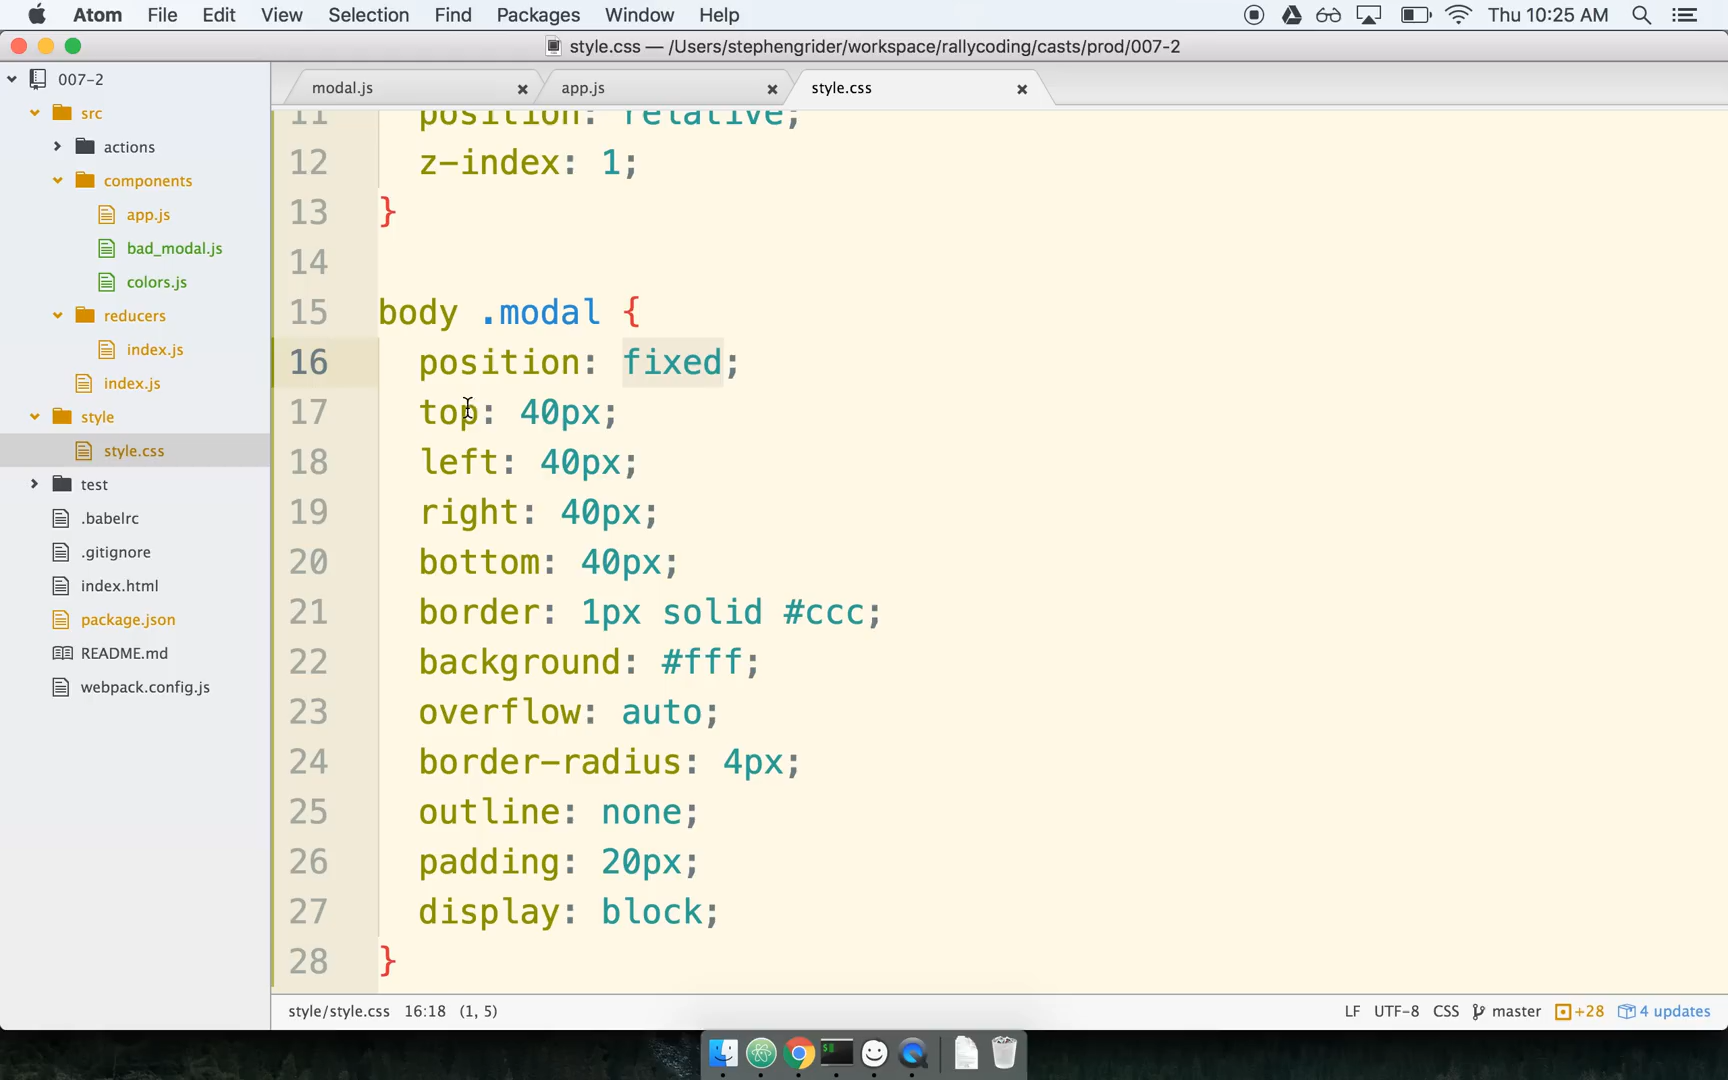 Atom File Edit View Selection Find Packages Window Help Thu 10:25 AM
style.css — /Users/stephengrider/workspace/rallycoding/casts/prod/007-2
007-2
modal.js app.js style.css
src
actions
components
app.js
bad_modal.js
colors.js
reducers
index.js
index.js
style
style.css
test
.babelrc
.gitignore
index.html
package.json
README.md
webpack.config.js
11 position: relative;
12 z-index: 1;
13 }
14
15 body .modal {
16 position: fixed;
17 top: 40px;
18 left: 40px;
19 right: 40px;
20 bottom: 40px;
21 border: 1px solid #ccc;
22 background: #fff;
23 overflow: auto;
24 border-radius: 4px;
25 outline: none;
26 padding: 20px;
27 display: block;
28 }
style/style.css 16:18 (1, 5) LF UTF-8 CSS master +28 4 updates